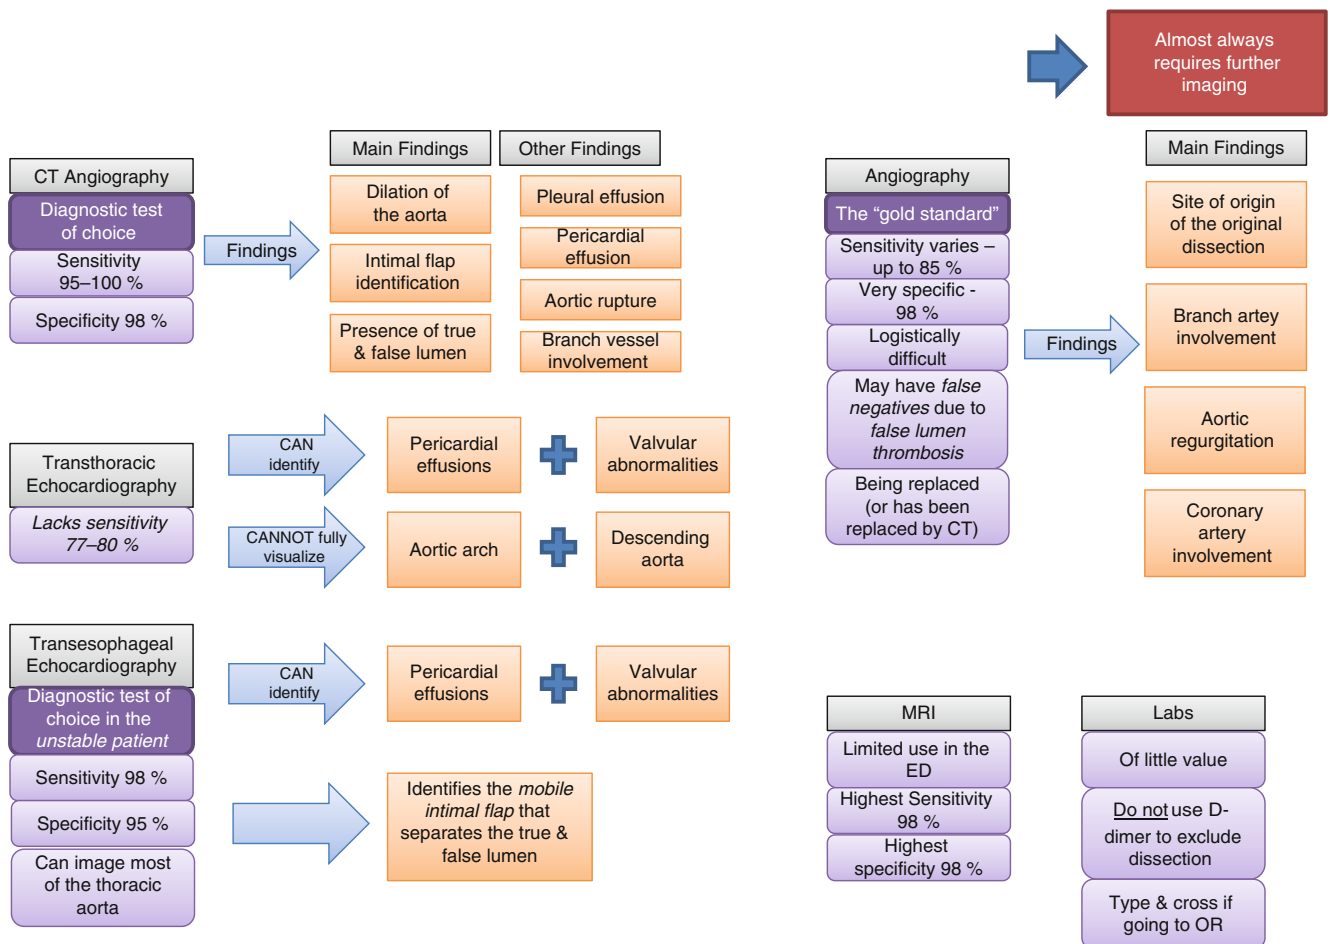 Almost always
requires further
imaging
CT Angiography
Diagnostic test
of choice
Sensitivity
95–100 %
Specificity 98 %
Findings
Main Findings
Dilation of
the aorta
Intimal flap
identification
Presence of true
& false lumen
Other Findings
Pleural effusion
Pericardial
effusion
Aortic rupture
Branch vessel
involvement
Transthoracic
Echocardiography
Lacks sensitivity
77–80 %
CAN
identify
Pericardial
effusions
Valvular
abnormalities
CANNOT fully
visualize
Aortic arch
Descending
aorta
Transesophageal
Echocardiography
Diagnostic test of
choice in the
unstable patient
Sensitivity 98 %
Specificity 95 %
Can image most
of the thoracic
aorta
CAN
identify
Pericardial
effusions
Valvular
abnormalities
Identifies the mobile
intimal flap that
separates the true &
false lumen
Angiography
The “gold standard”
Sensitivity varies –
up to 85 %
Very specific -
98 %
Logistically
difficult
May have false
negatives due to
false lumen
thrombosis
Being replaced
(or has been
replaced by CT)
Findings
Main Findings
Site of origin
of the original
dissection
Branch artey
involvement
Aortic
regurgitation
Coronary
artery
involvement
MRI
Limited use in the
ED
Highest Sensitivity
98 %
Highest
specificity 98 %
Labs
Of little value
Do not use D-
dimer to exclude
dissection
Type & cross if
going to OR